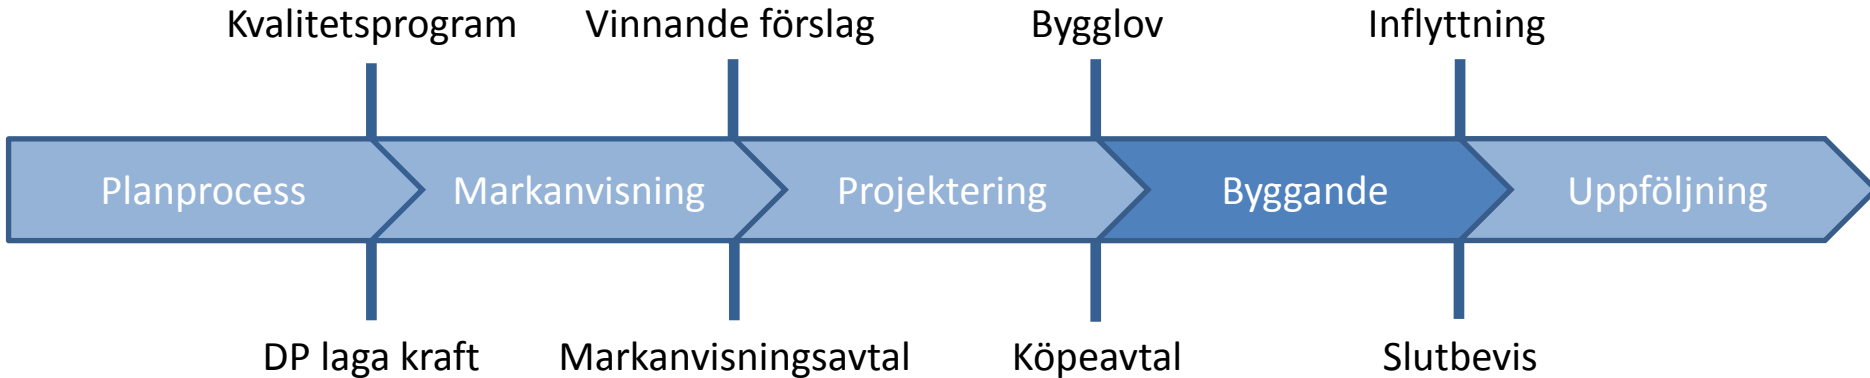 Kvalitetsprogram
Vinnande förslag
Bygglov
Inflyttning
Planprocess
Markanvisning
Projektering
Byggande
Uppföljning
DP laga kraft
Markanvisningsavtal
Köpeavtal
Slutbevis